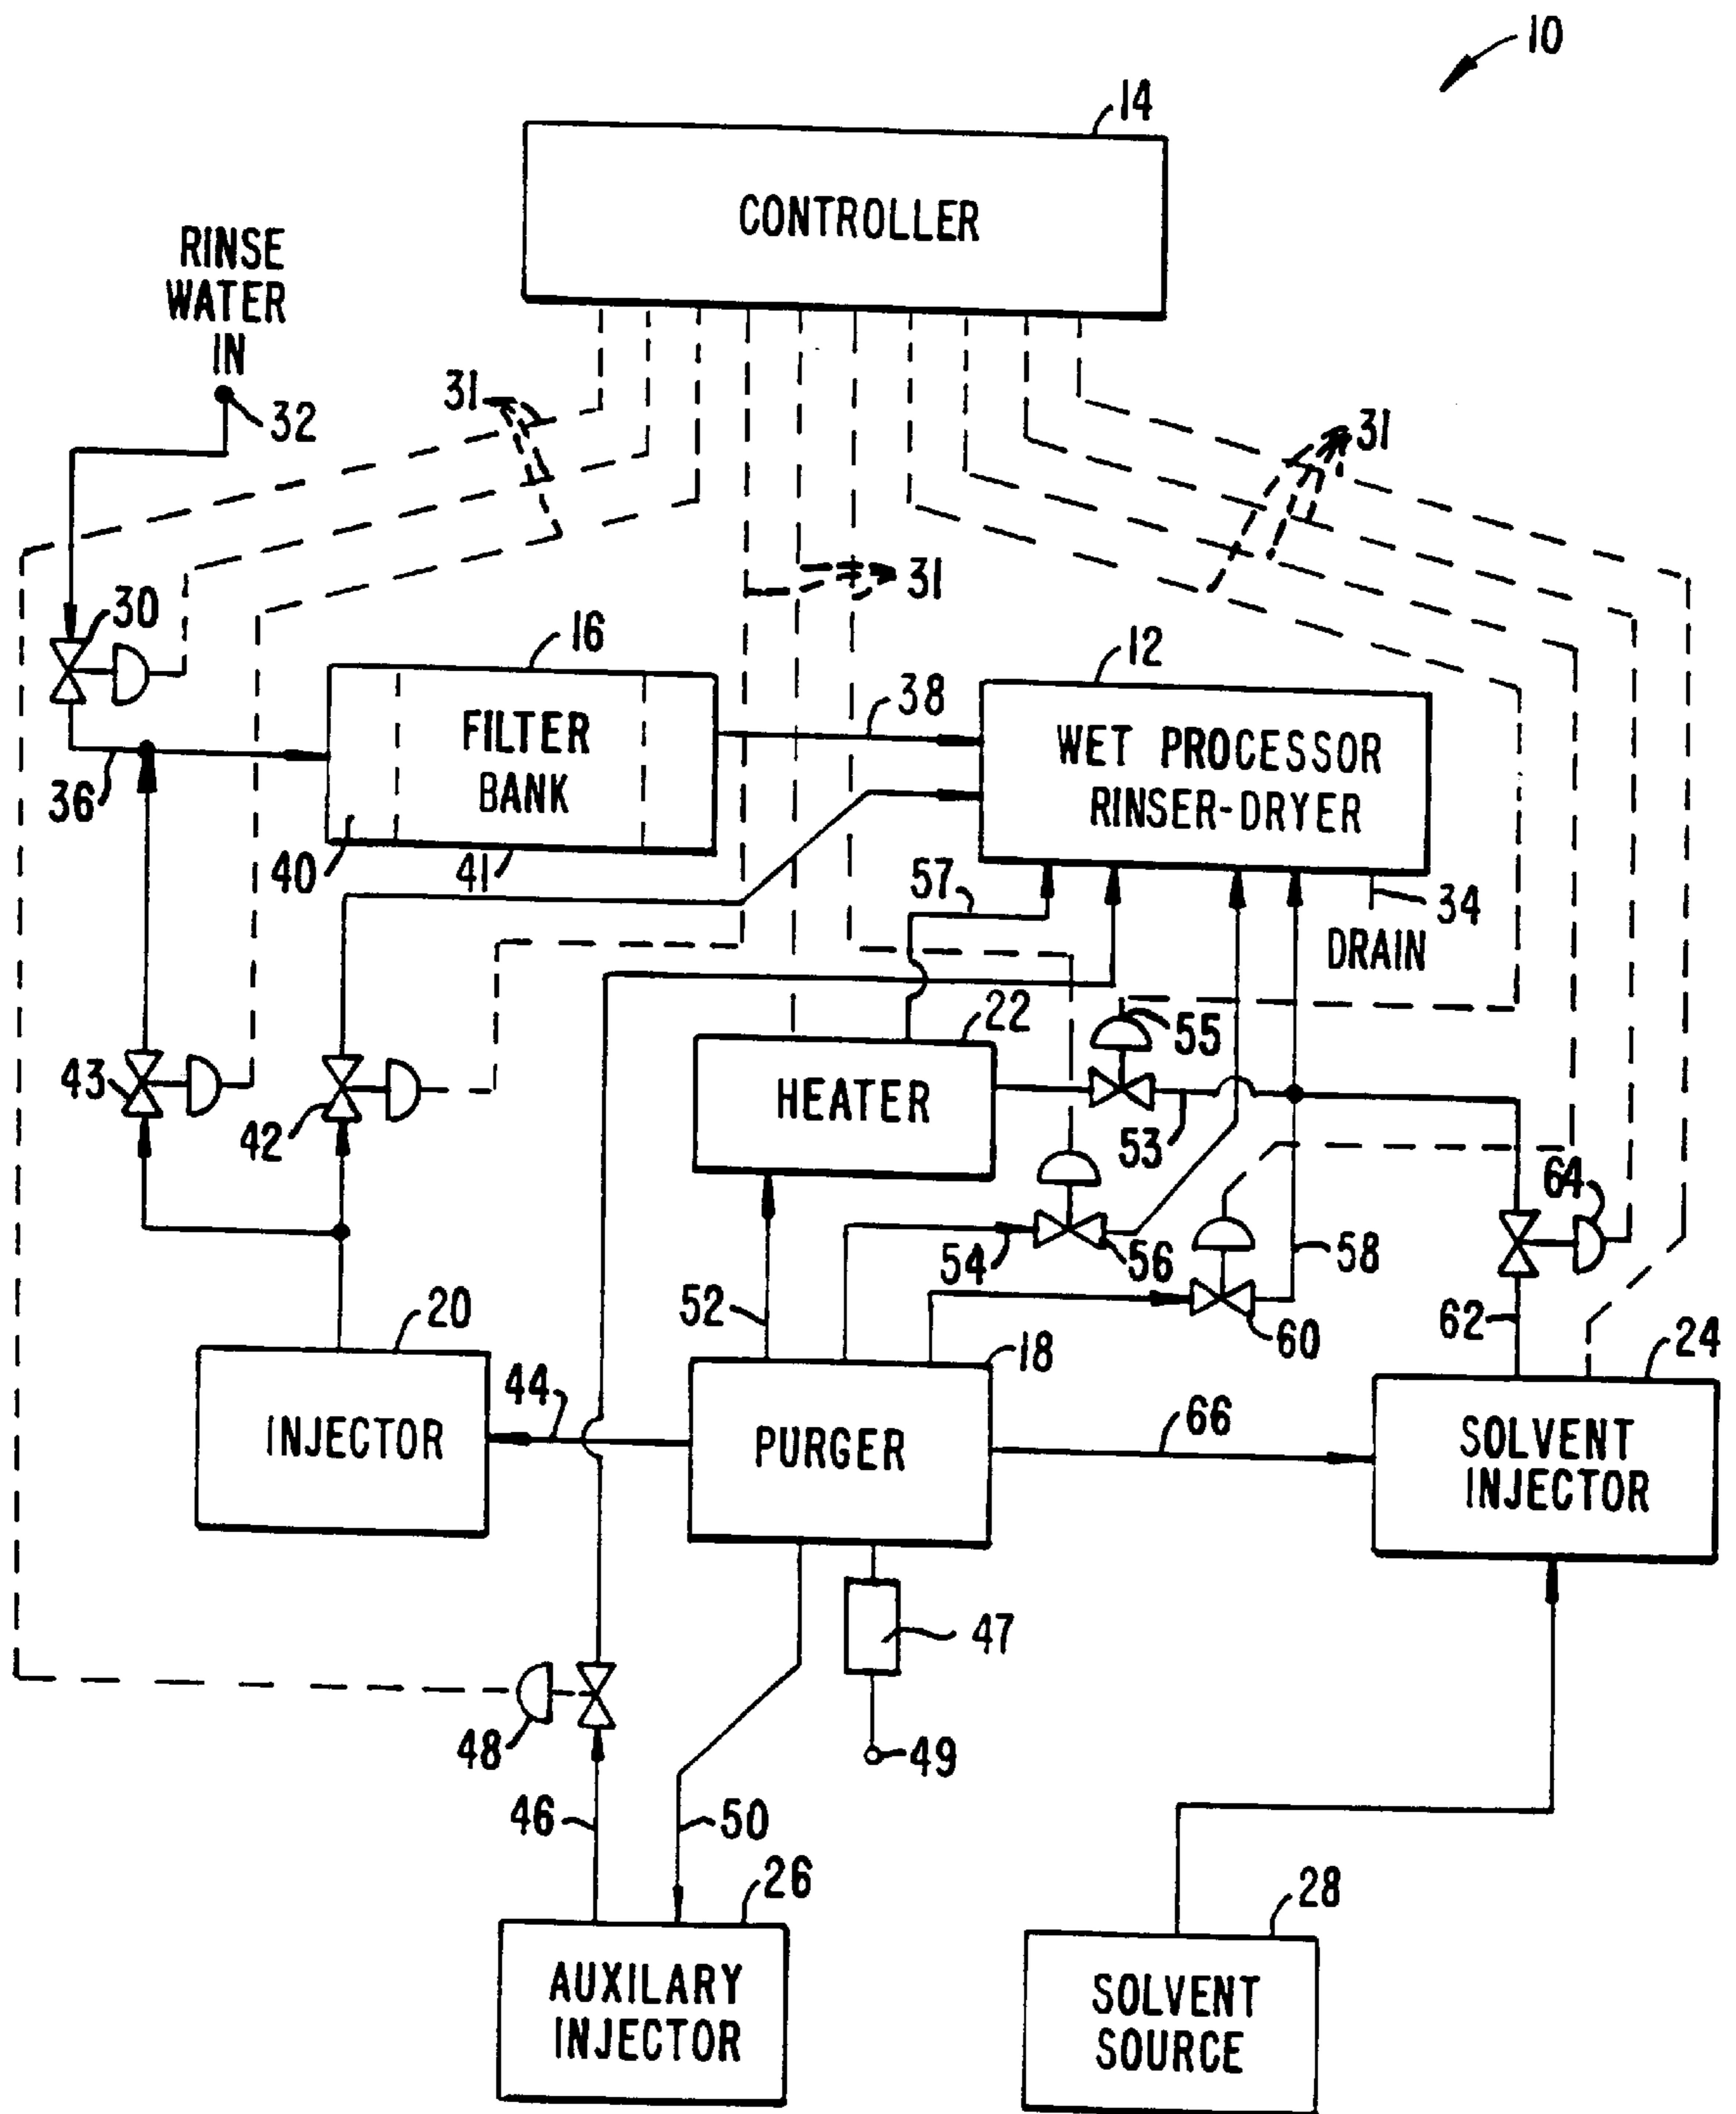 10
14
CONTROLLER
RINSE
WATER
IN
32
31
31
31
30
16
12
38
FILTER
BANK
WET PROCESSOR
RINSER-DRYER
36
40
41
57
34
DRAIN
22
55
43
42
HEATER
53
64
54
56
58
52
60
62
20
18
24
44
66
INJECTOR
PURGER
SOLVENT
INJECTOR
47
48
49
46
50
26
28
AUXILARY
INJECTOR
SOLVENT
SOURCE